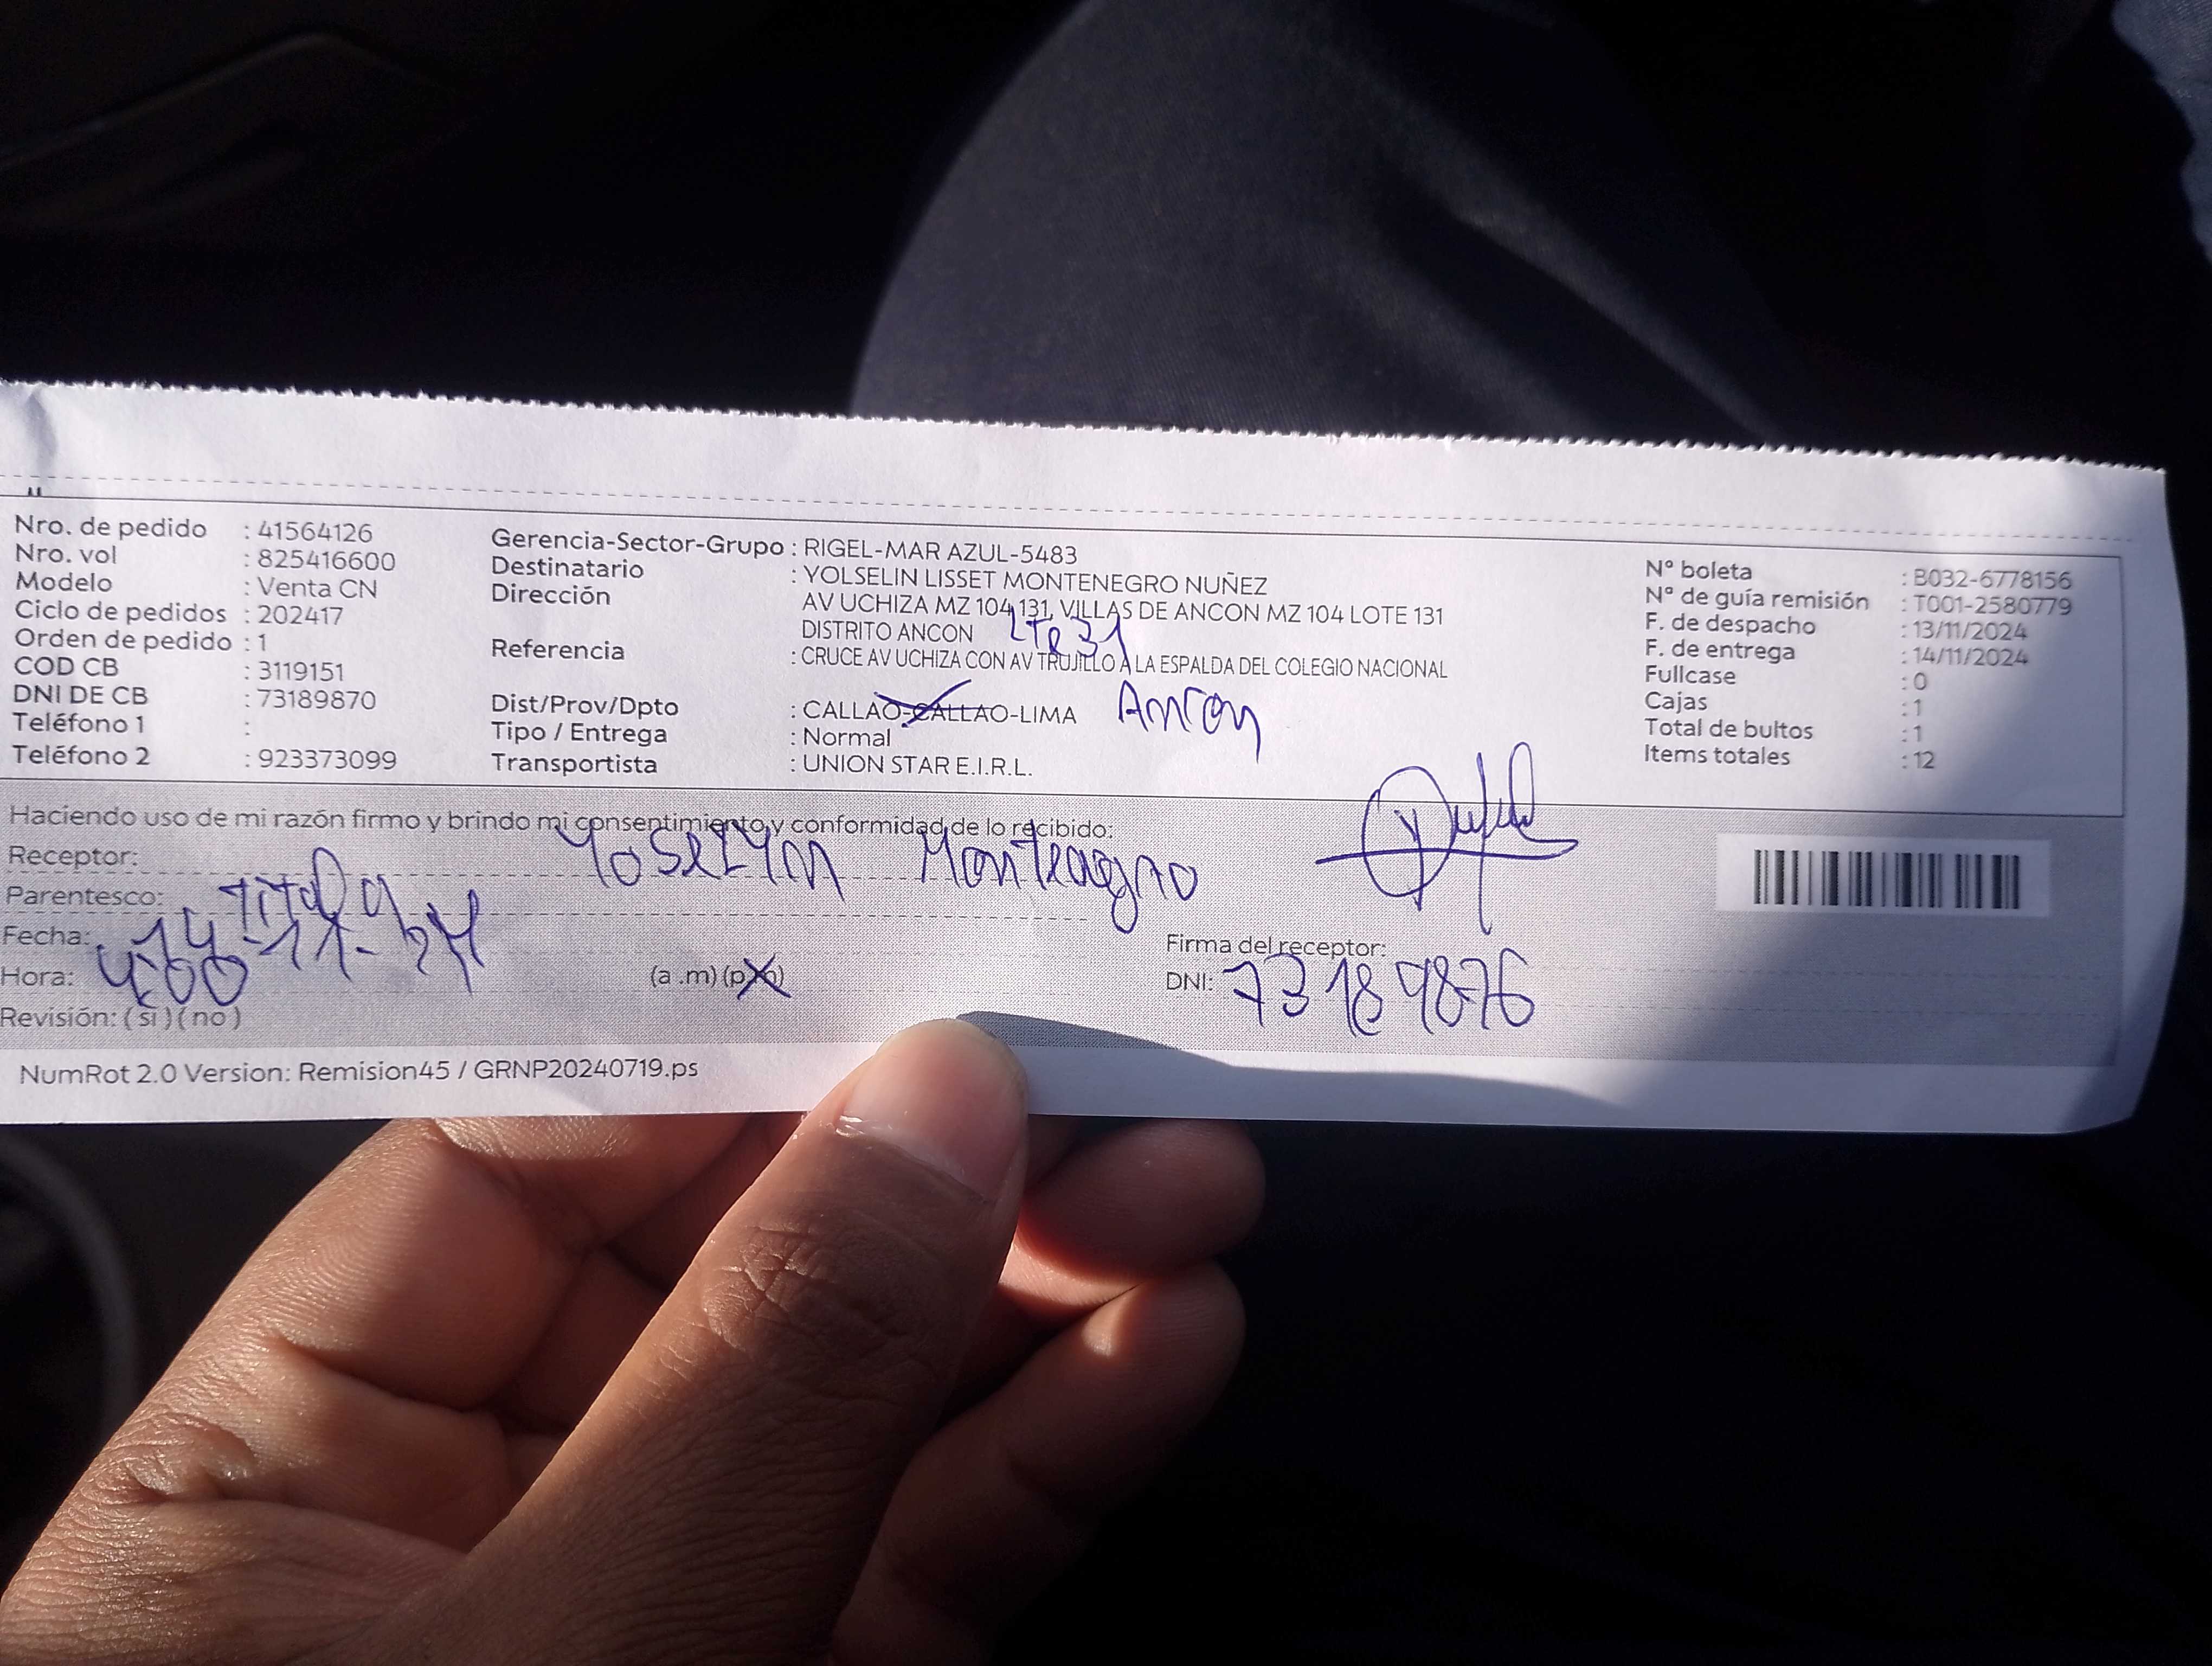 Nro. de pedido : 41564126
Nro. vol : 825416600
Modelo : Venta CN
Ciclo de pedidos : 202417
Orden de pedido : 1
COD CB : 3119151
DNI DE CB : 73189870
Teléfono 1 :
Teléfono 2 : 923373099
Gerencia-Sector-Grupo : RIGEL-MAR AZUL-5483
Destinatario : YOLSELIN LISSET MONTENEGRO NUÑEZ
Dirección AV UCHIZA MZ 104 131, VILLAS DE ANCON MZ 104 LOTE 131
DISTRITO ANCON LTe 31
Referencia : CRUCE AV UCHIZA CON AV TRUJILLO A LA ESPALDA DEL COLEGIO NACIONAL
Dist/Prov/Dpto : CALLAO-CALLAO-LIMA Ancon
Tipo / Entrega : Normal
Transportista : UNION STAR E.I.R.L.
N° boleta : B032-6778156
N° de guía remisión : T001-2580779
F. de despacho : 13/11/2024
F. de entrega : 14/11/2024
Fullcase : 0
Cajas : 1
Total de bultos : 1
Items totales : 12
Haciendo uso de mi razón firmo y brindo mi consentimiento y conformidad de lo recibido:
Receptor: Yoselyn
Parentesco: Titula
Fecha: 14-11-24
Hora: 4:00 (a .m) (p.m)
Revisión: ( si ) ( no )
Firma del receptor:
DNI: 73189876
NumRot 2.0 Version: Remision45 / GRNP20240719.ps